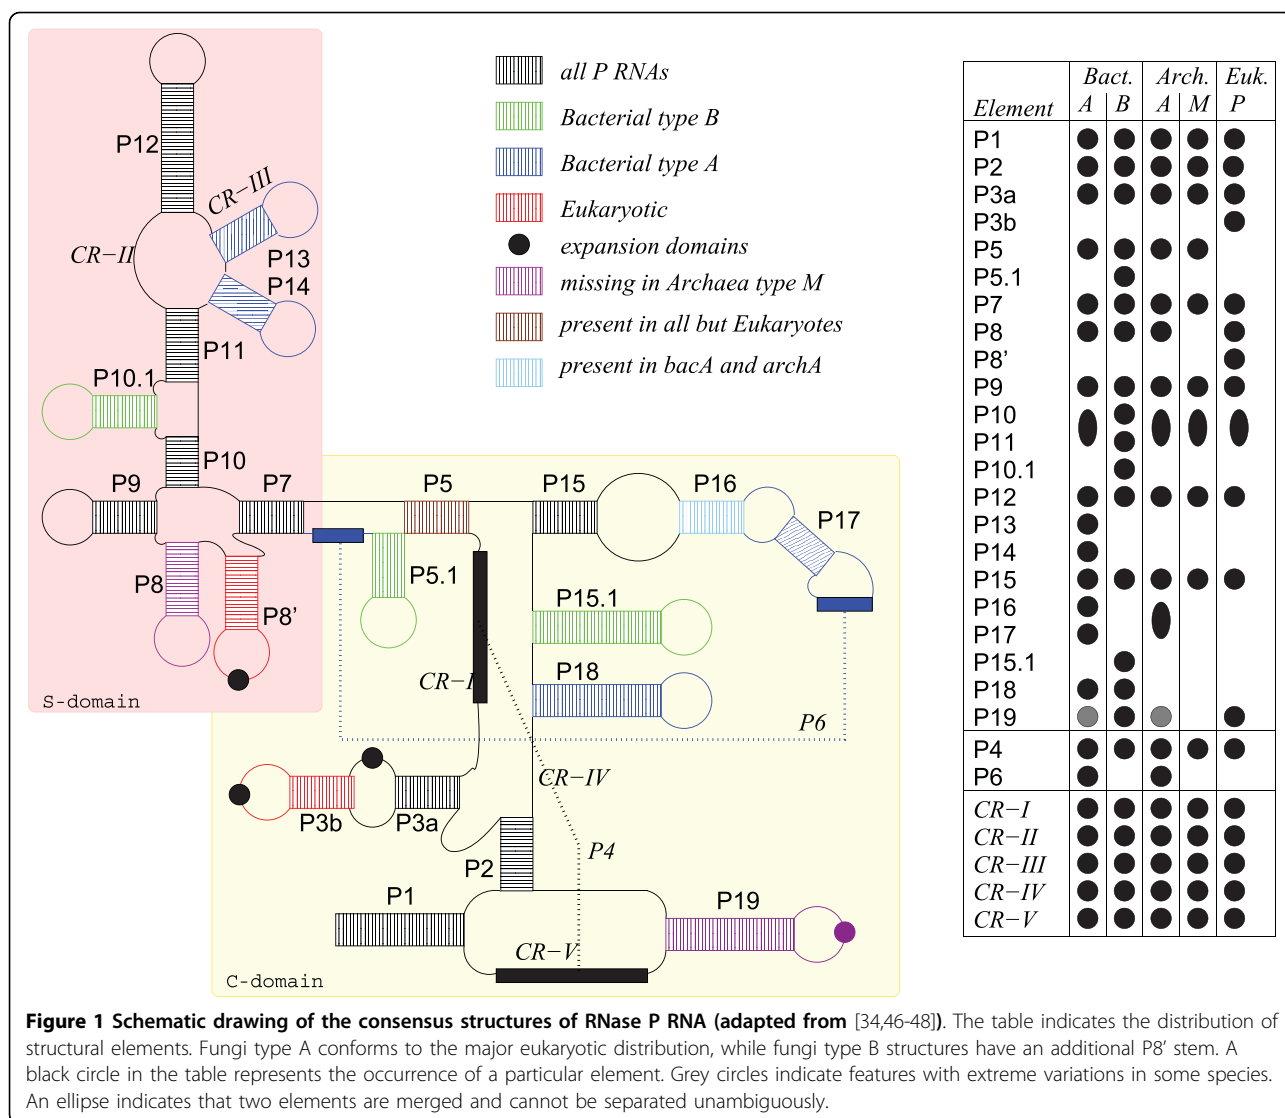 P12
CR−III
CR−II
P13
P14
P11
P10.1
P10
P9
P7
P8
P8’
S-domain
all P RNAs
Bacterial type B
Bacterial type A
Eukaryotic
expansion domains
missing in Archaea type M
present in all but Eukaryotes
present in bacA and archA
P5
P15
P16
P17
P5.1
P15.1
CR−I
P18
P6
CR−IV
P3b
P3a
P4
P2
P1
P19
CR−V
C-domain
Bact. Arch. Euk.
Element A B A M P
P1
P2
P3a
P3b
P5
P5.1
P7
P8
P8’
P9
P10
P11
P10.1
P12
P13
P14
P15
P16
P17
P15.1
P18
P19
P4
P6
CR−I
CR−II
CR−III
CR−IV
CR−V
Figure 1 Schematic drawing of the consensus structures of RNase P RNA (adapted from [34,46-48]). The table indicates the distribution of
structural elements. Fungi type A conforms to the major eukaryotic distribution, while fungi type B structures have an additional P8’ stem. A
black circle in the table represents the occurrence of a particular element. Grey circles indicate features with extreme variations in some species.
An ellipse indicates that two elements are merged and cannot be separated unambiguously.